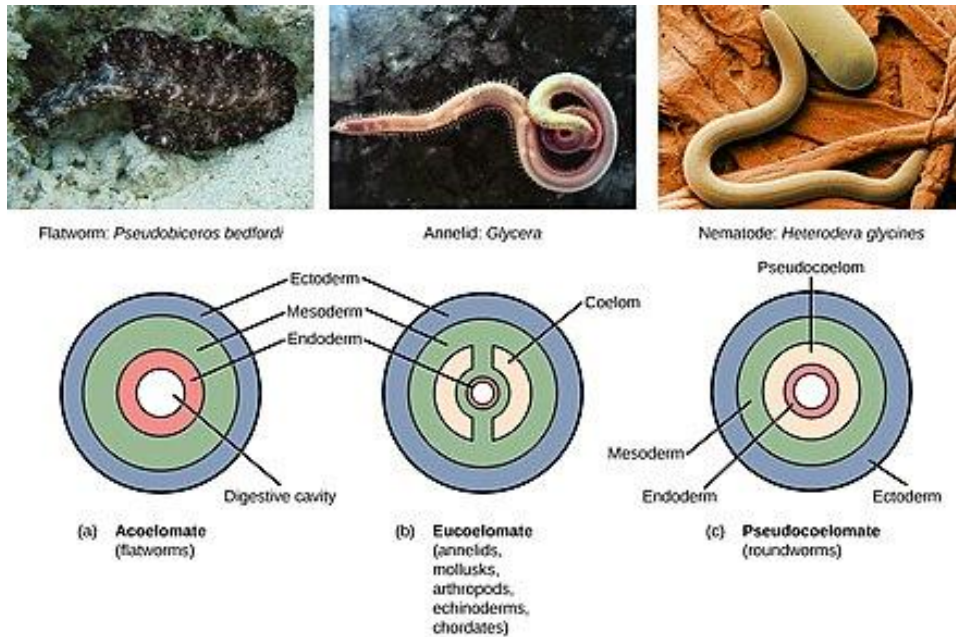 Flatworm: Pseudobiceros bedfordi
Annelid: Glycera
Nematode: Heterodera glycines
Ectoderm
Mesoderm
Endoderm
Digestive cavity
Coelom
Pseudocoelom
Mesoderm
Endoderm
Ectoderm
(a) Acoelomate
(flatworms)
(b) Eucoelomate
(annelids,
mollusks,
arthropods,
echinoderms,
chordates)
(c) Pseudocoelomate
(roundworms)